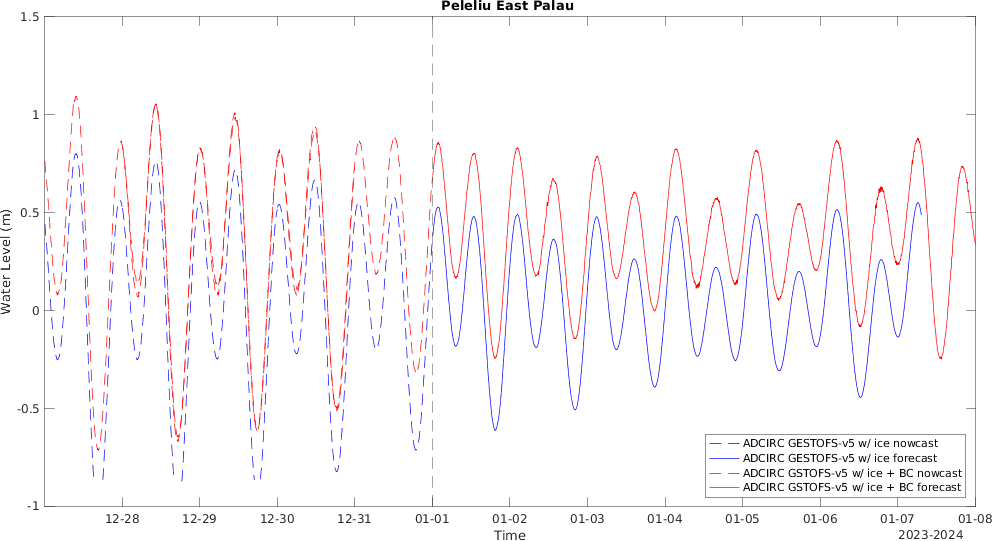 Peleliu East Palau
1.5
1
0.5
0
-0.5
-1
Water Level (m)
12-28
12-29
12-30
12-31
01-01
01-02
01-03
01-04
01-05
01-06
01-07
01-08
Time
2023-2024
ADCIRC GESTOFS-v5 w/ ice nowcast
ADCIRC GESTOFS-v5 w/ ice forecast
ADCIRC GSTOFS-v5 w/ ice + BC nowcast
ADCIRC GSTOFS-v5 w/ ice + BC forecast